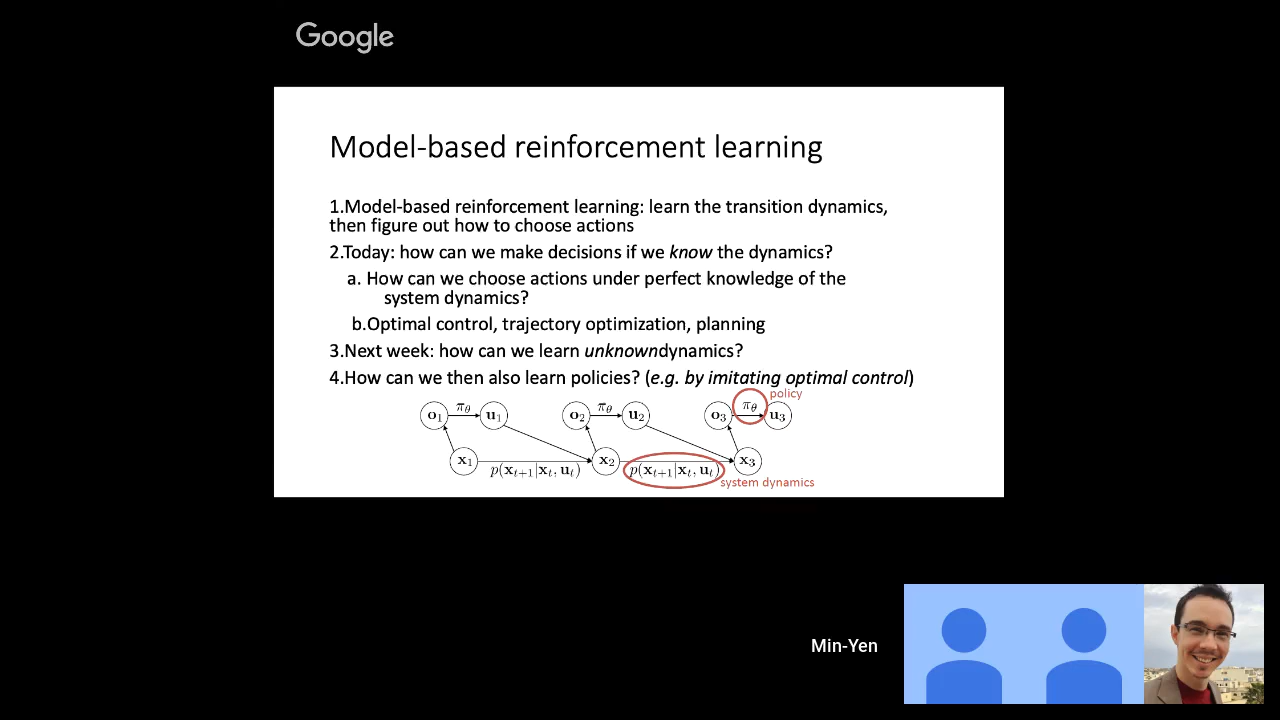 Google
Model-based reinforcement learning
1.Model-based reinforcement learning: learn the transition dynamics,
then figure out how to choose actions
2.Today: how can we make decisions if we know the dynamics?
a. How can we choose actions under perfect knowledge of the
system dynamics?
b.Optimal control, trajectory optimization, planning
3.Next week: how can we learn unknowndynamics?
4.How can we then also learn policies? (e.g. by imitating optimal control)
policy
o₁ πθ u₁ o₂ πθ u₂ o₃ πθ u₃
x₁ p(xₜ₊₁|xₜ, uₜ) x₂ p(xₜ₊₁|xₜ, uₜ) x₃
system dynamics
Min-Yen